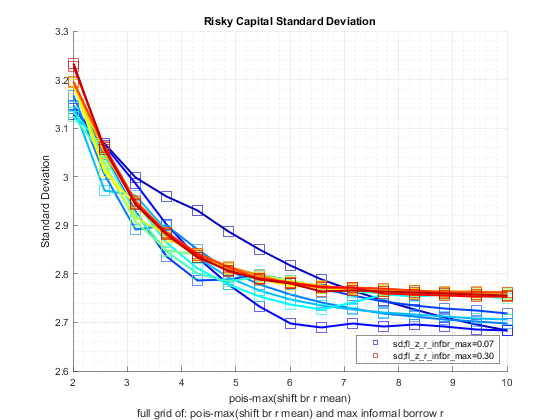 Risky Capital Standard Deviation
3.3
3.2
3.1
3
2.9
2.8
2.7
2.6
Standard Deviation
2
3
4
5
6
7
8
9
10
sd;fl_z_r_infbr_max=0.07
sd;fl_z_r_infbr_max=0.30
pois-max(shift br r mean)
full grid of: pois-max(shift br r mean) and max informal borrow r